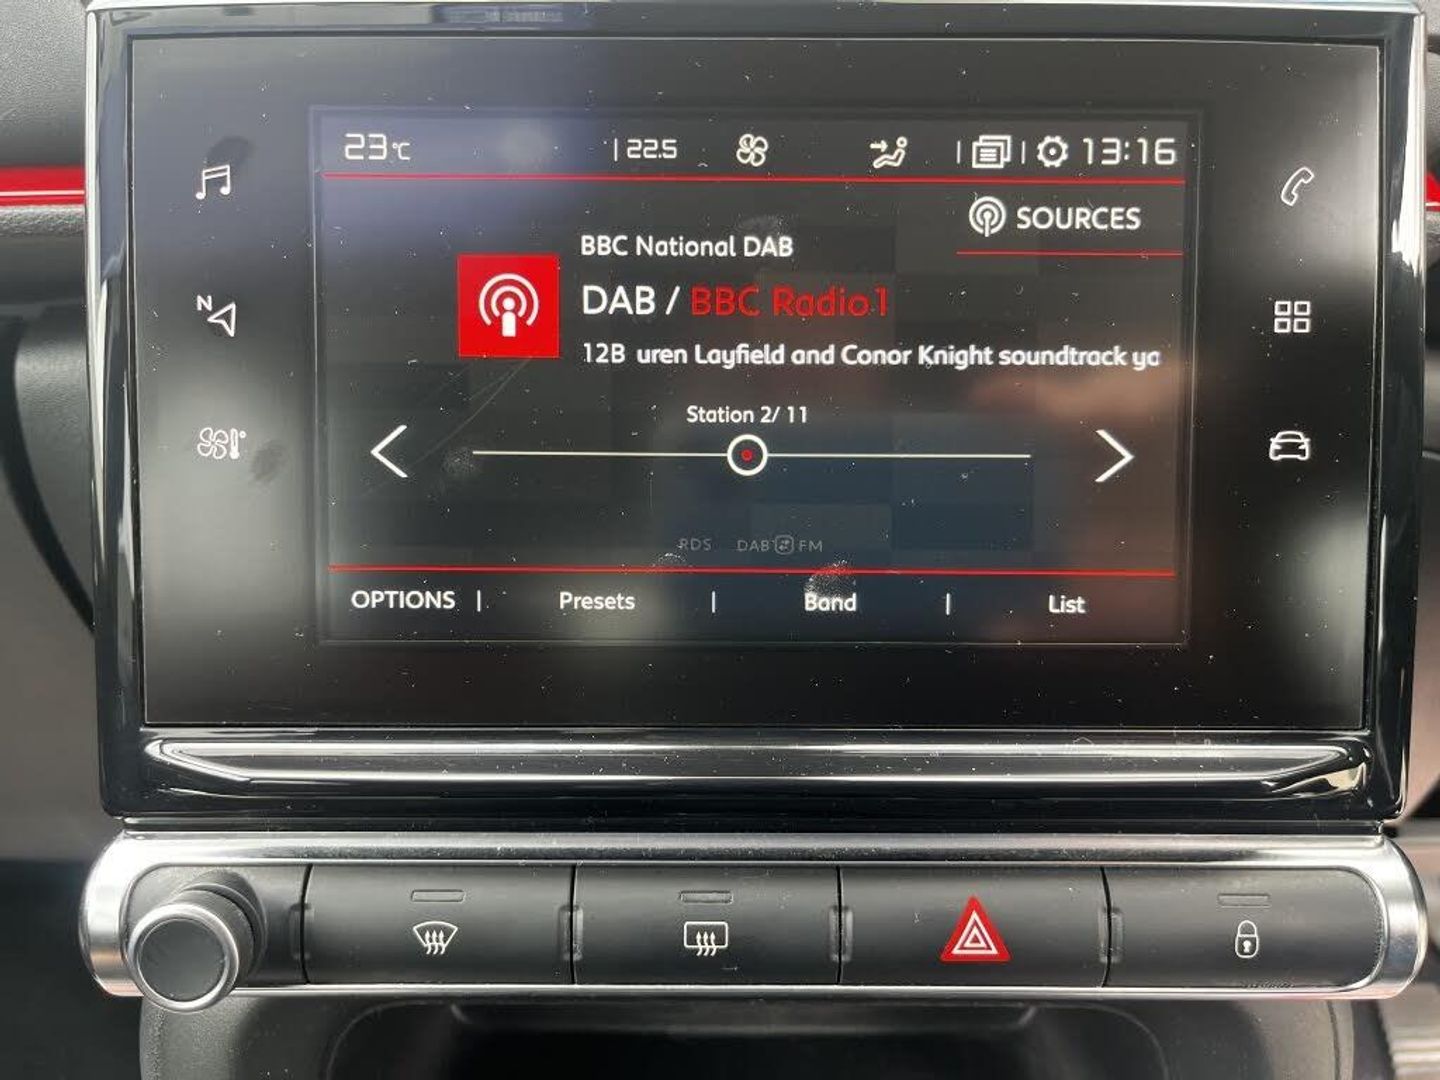 23°C | 22.5 | | 13:16
SOURCES
BBC National DAB
DAB / BBC Radio1
12B uren Layfield and Conor Knight soundtrack ya
Station 2/ 11
N
RDS DAB FM
OPTIONS | Presets | Band | List